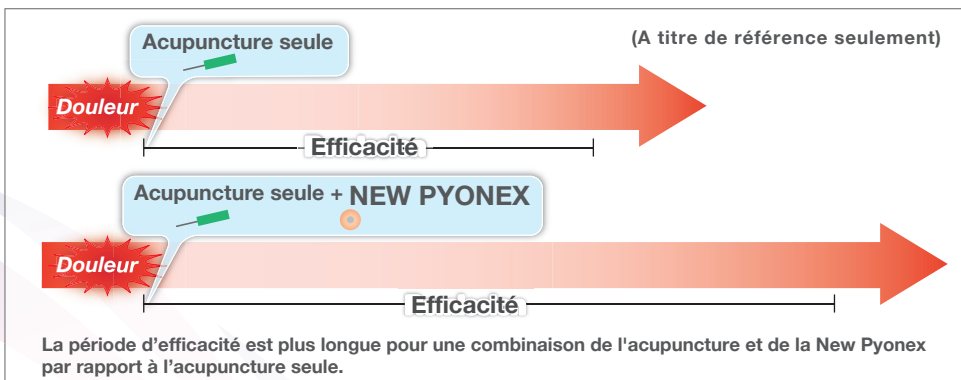 Acupuncture seule
(A titre de référence seulement)
Douleur
Efficacité
Acupuncture seule + NEW PYONEX
Douleur
Efficacité
La période d’efficacité est plus longue pour une combinaison de l'acupuncture et de la New Pyonex
par rapport à l’acupuncture seule.